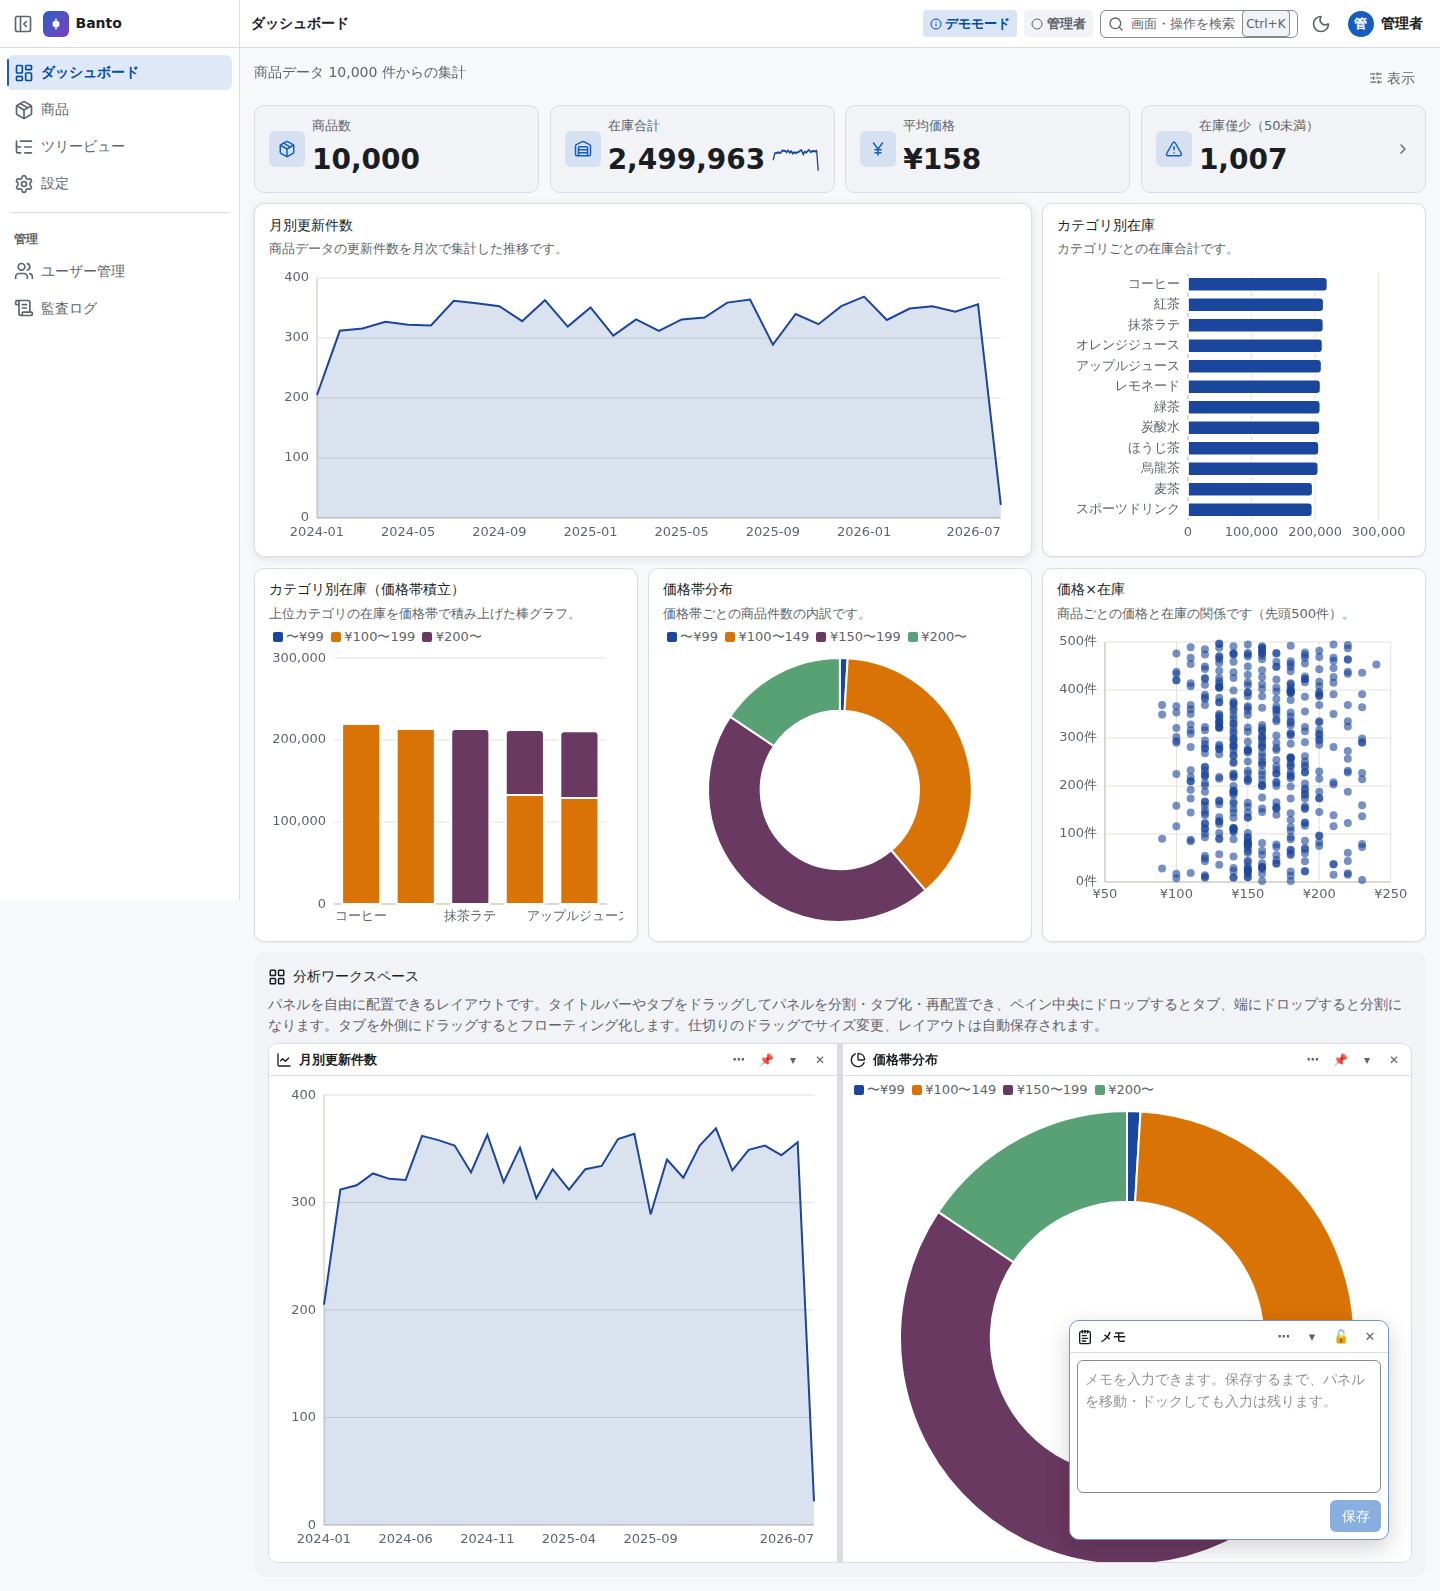 Banto
ダッシュボード
商品
ツリービュー
設定
管理
ユーザー管理
監査ログ
ダッシュボード
デモモード
管理者
画面・操作を検索 Ctrl+K
管 管理者
商品データ 10,000 件からの集計
表示
商品数
10,000
在庫合計
2,499,963
平均価格
¥158
在庫僅少（50未満）
1,007
月別更新件数
商品データの更新件数を月次で集計した推移です。
400
300
200
100
0
2024-01 2024-05 2024-09 2025-01 2025-05 2025-09 2026-01 2026-07
カテゴリ別在庫
カテゴリごとの在庫合計です。
コーヒー
紅茶
抹茶ラテ
オレンジジュース
アップルジュース
レモネード
緑茶
炭酸水
ほうじ茶
烏龍茶
麦茶
スポーツドリンク
0 100,000 200,000 300,000
カテゴリ別在庫（価格帯積立）
上位カテゴリの在庫を価格帯で積み上げた棒グラフ。
〜¥99 ¥100〜199 ¥200〜
300,000
200,000
100,000
0
コーヒー 抹茶ラテ アップルジュース
価格帯分布
価格帯ごとの商品件数の内訳です。
〜¥99 ¥100〜149 ¥150〜199 ¥200〜
価格×在庫
商品ごとの価格と在庫の関係です（先頭500件）。
500件
400件
300件
200件
100件
0件
¥50 ¥100 ¥150 ¥200 ¥250
分析ワークスペース
パネルを自由に配置できるレイアウトです。タイトルバーやタブをドラッグしてパネルを分割・タブ化・再配置でき、ペイン中央にドロップするとタブ、端にドロップすると分割に
なります。タブを外側にドラッグするとフローティング化します。仕切りのドラッグでサイズ変更、レイアウトは自動保存されます。
月別更新件数
400
300
200
100
0
2024-01 2024-06 2024-11 2025-04 2025-09 2026-07
価格帯分布
〜¥99 ¥100〜149 ¥150〜199 ¥200〜
メモ
メモを入力できます。保存するまで、パネル
を移動・ドックしても入力は残ります。
保存